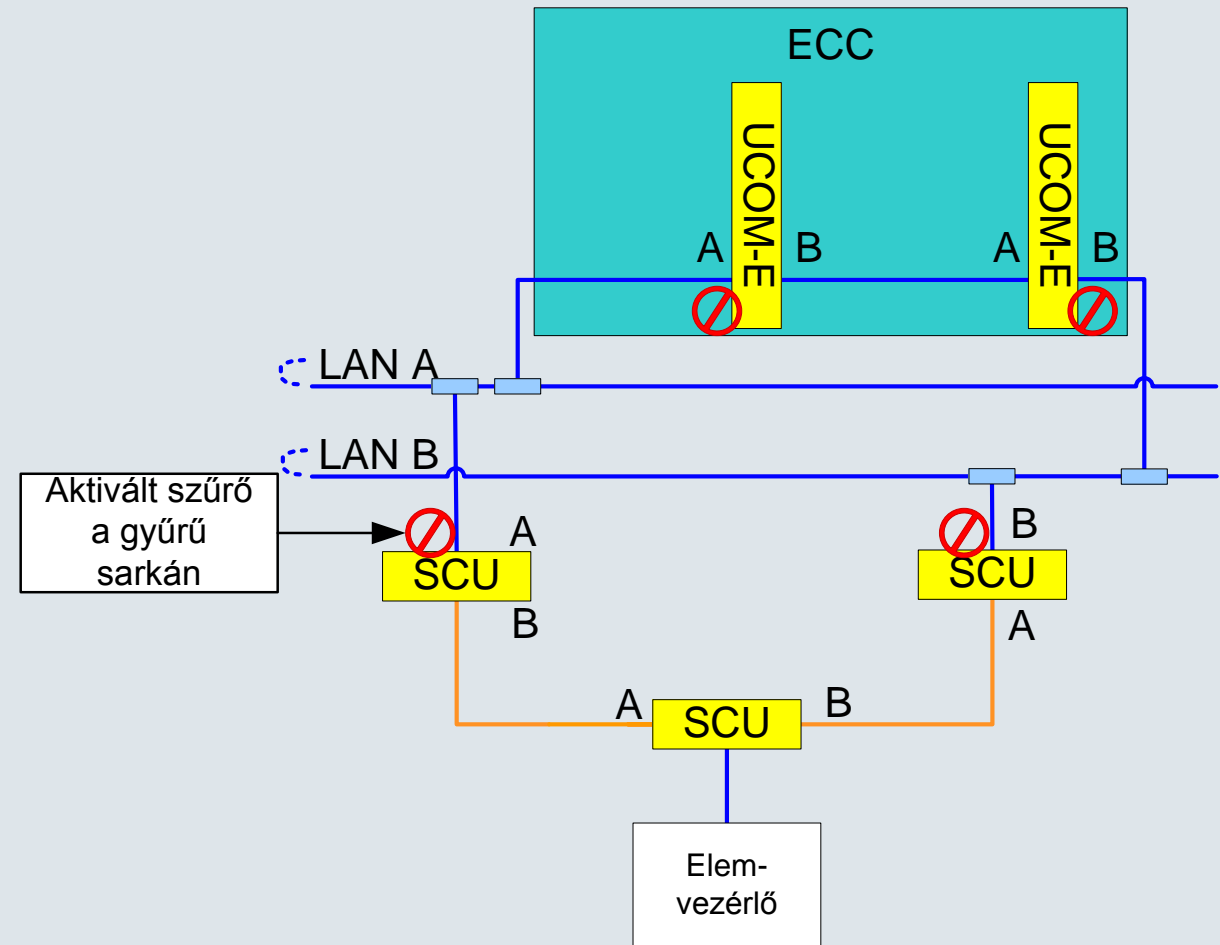 ECC
UCOM-E
UCOM-E
A
B
A
B
LAN A
LAN B
Aktivált szűrő
a gyűrű
sarkán
A
SCU
B
B
SCU
A
A
SCU
B
Elem-
vezérlő